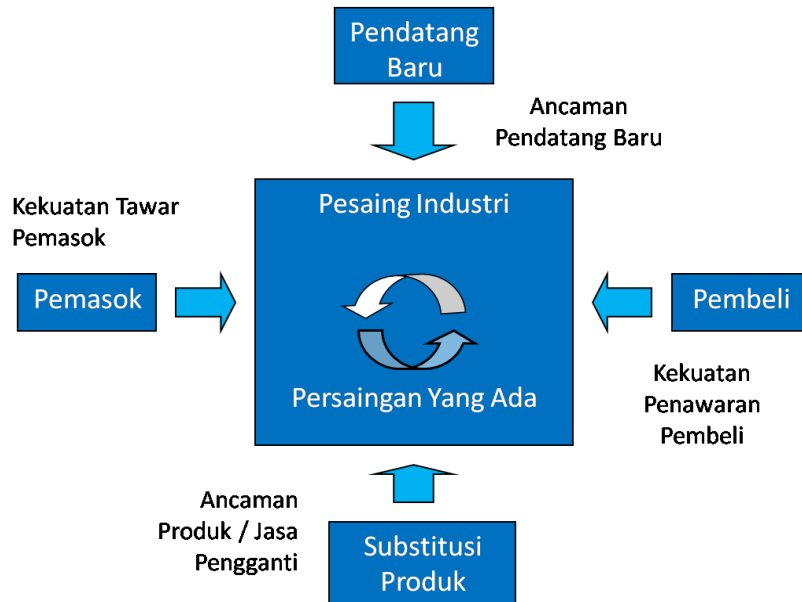 Pendatang
Baru
Ancaman
Pendatang Baru
Pesaing Industri
Kekuatan Tawar
Pemasok
Pemasok
Pembeli
Persaingan Yang Ada
Kekuatan
Penawaran
Pembeli
Ancaman
Produk / Jasa
Pengganti
Substitusi
Produk